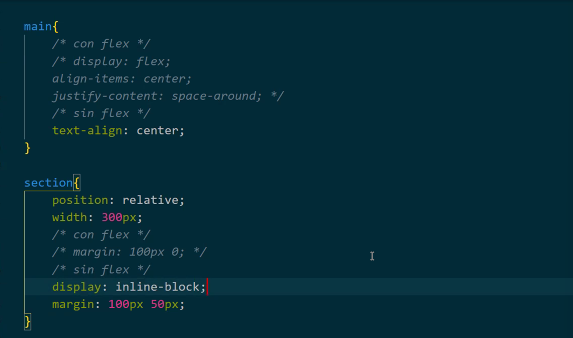 main{
/* con flex */
/* display: flex;
align-items: center;
justify-content: space-around; */
/* sin flex */
text-align: center;
}
section{
position: relative;
width: 300px;
/* con flex */
/* margin: 100px 0; */
/* sin flex */
display: inline-block;
margin: 100px 50px;
}